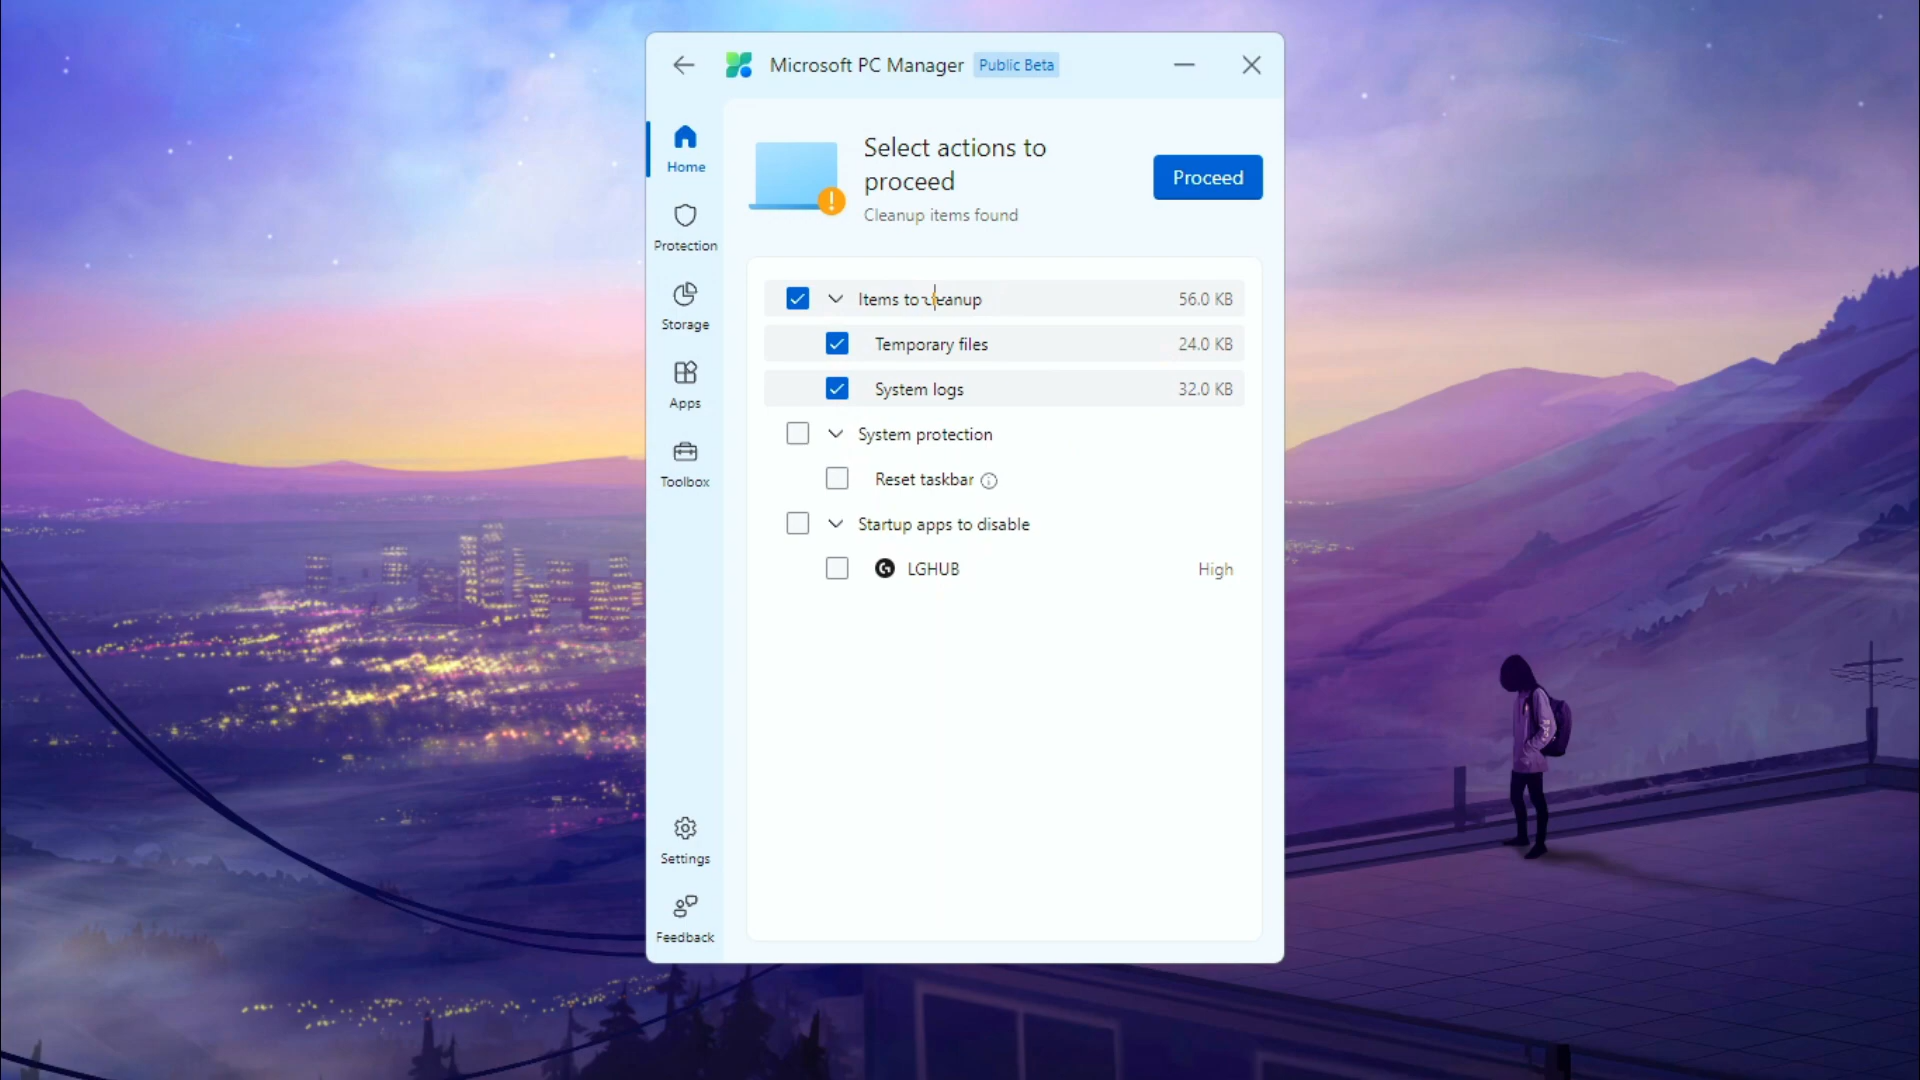 Microsoft PC Manager Public Beta
Home
Protection
Storage
Apps
Toolbox
Settings
Feedback
Select actions to
proceed
Cleanup items found
Proceed
Items to cleanup 56.0 KB
Temporary files 24.0 KB
System logs 32.0 KB
System protection
Reset taskbar
Startup apps to disable
LGHUB High